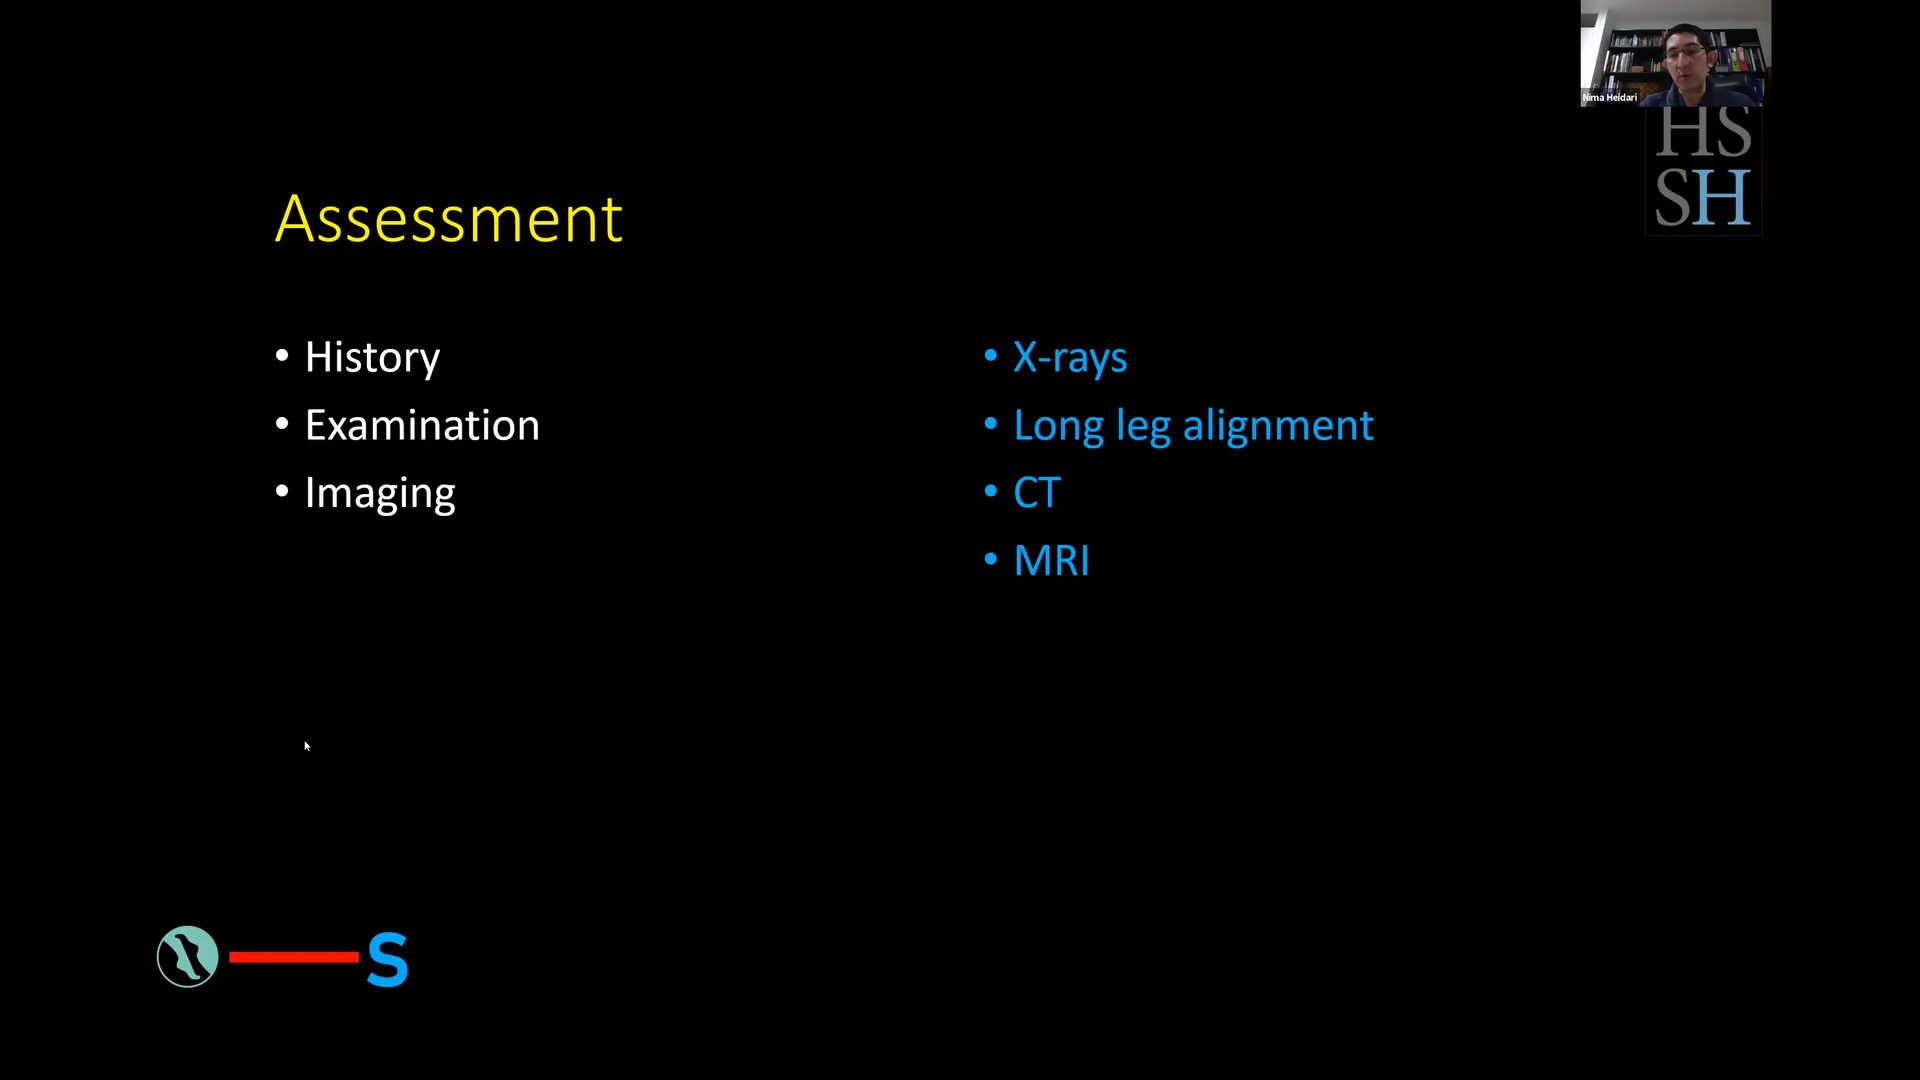 Nima Heidari
HS
SH
Assessment
• History
• Examination
• Imaging
• X-rays
• Long leg alignment
• CT
• MRI
S